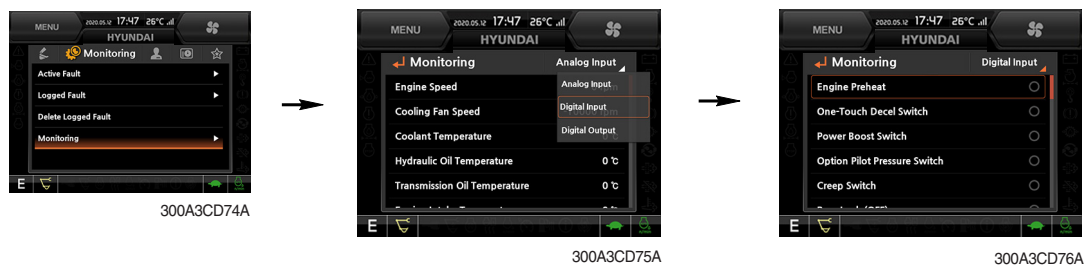 MENU
2020.05.12 17:47 26°C
HYUNDAI
Monitoring
Active Fault
Logged Fault
Delete Logged Fault
Monitoring
E
300A3CD74A
MENU
2020.05.12 17:47 26°C
HYUNDAI
Monitoring Analog Input
Engine Speed
Cooling Fan Speed
Coolant Temperature
Hydraulic Oil Temperature 0 ℃
Transmission Oil Temperature 0 ℃
Analog Input
Digital Input
Digital Output
E
300A3CD75A
MENU
2020.05.12 17:47 26°C
HYUNDAI
Monitoring Digital Input
Engine Preheat
One-Touch Decel Switch
Power Boost Switch
Option Pilot Pressure Switch
Creep Switch
E
300A3CD76A